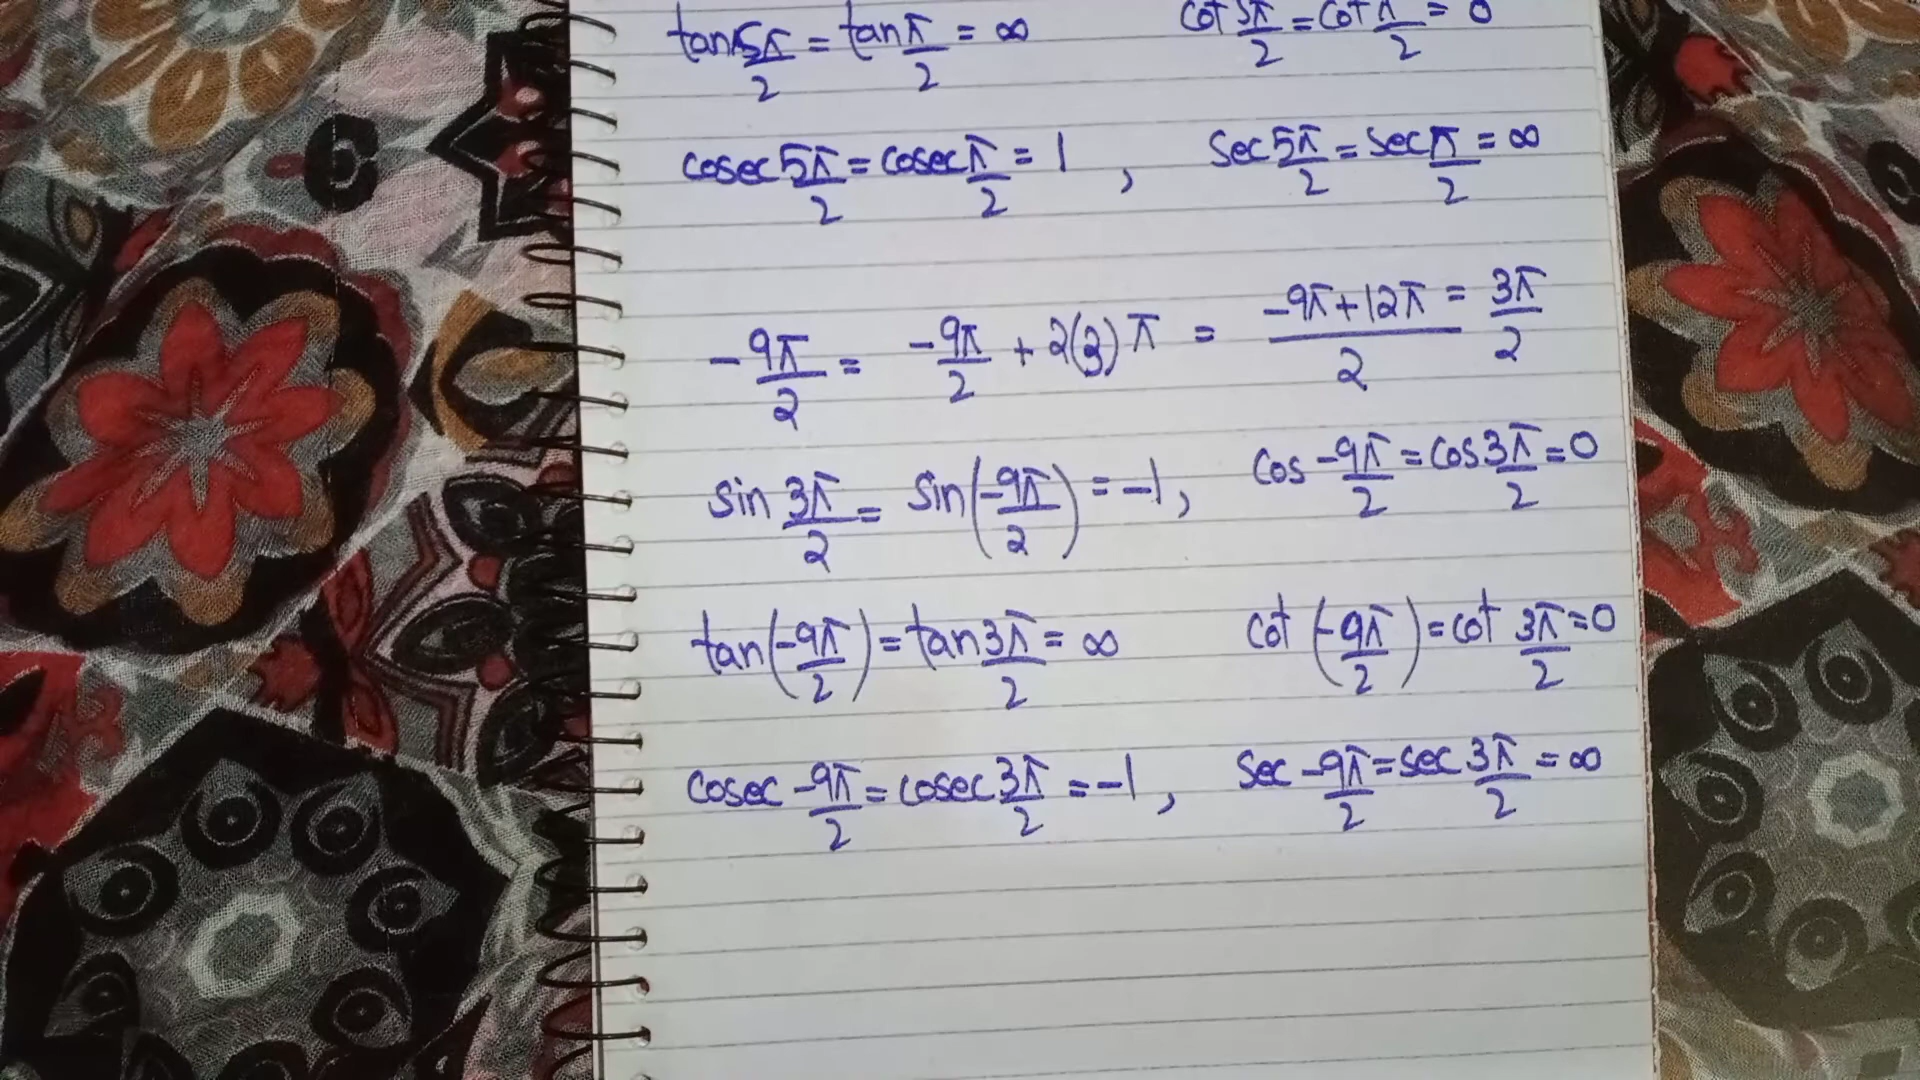 tan 5π/2 = tan π/2 = ∞ cot 5π/2 = cot π/2 = 0
cosec 5π/2 = cosec π/2 = 1 , sec 5π/2 = sec π/2 = ∞
-9π/2 = -9π/2 + 2(3)π = (-9π+12π)/2 = 3π/2
sin 3π/2 = sin(-9π/2) = -1, cos -9π/2 = cos 3π/2 = 0
tan(-9π/2) = tan 3π/2 = ∞ cot (-9π/2) = cot 3π/2 = 0
cosec -9π/2 = cosec 3π/2 = -1 , sec -9π/2 = sec 3π/2 = ∞